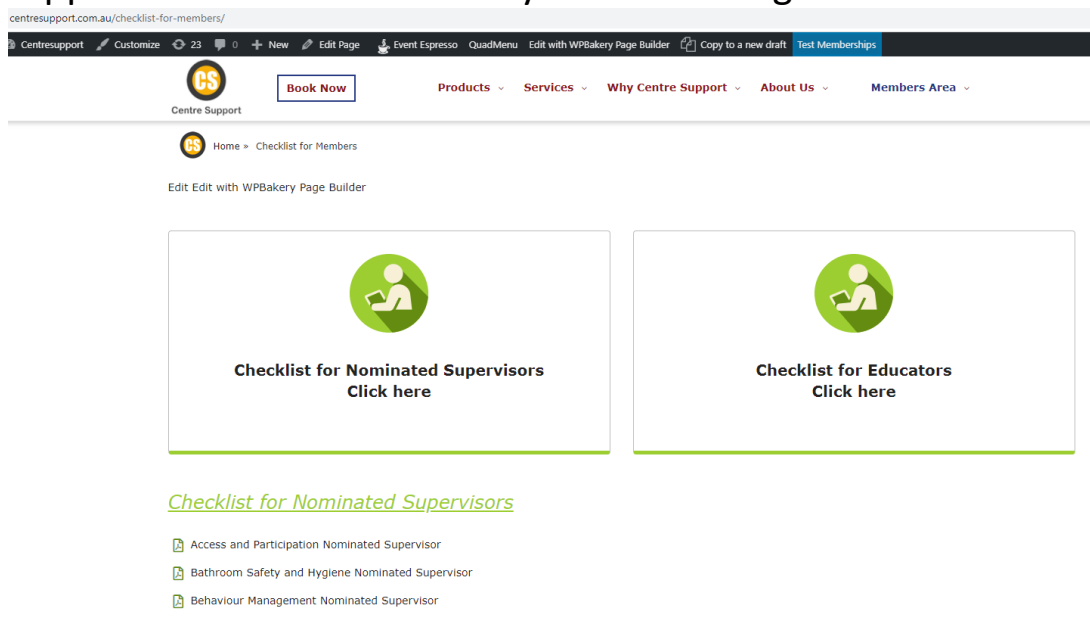 centresupport.com.au/checklist-for-members/
Centresupport Customize 23 0 + New Edit Page Event Espresso QuadMenu Edit with WPBakery Page Builder Copy to a new draft Test Memberships
CS
Centre Support
Book Now
Products Services Why Centre Support About Us Members Area
CS
Home » Checklist for Members
Edit Edit with WPBakery Page Builder
Checklist for Nominated Supervisors
Click here
Checklist for Educators
Click here
Checklist for Nominated Supervisors
Access and Participation Nominated Supervisor
Bathroom Safety and Hygiene Nominated Supervisor
Behaviour Management Nominated Supervisor